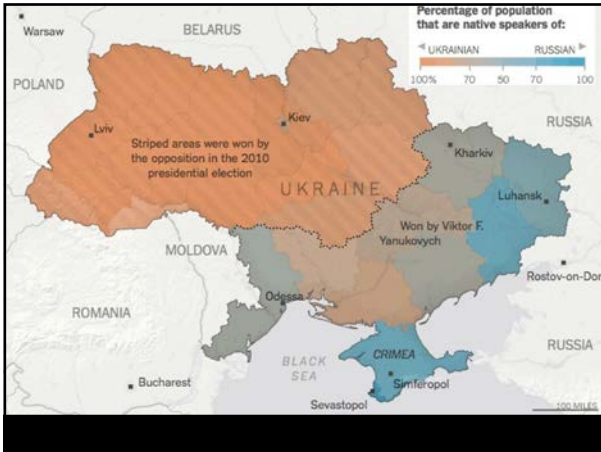 Percentage of population
that are native speakers of:
UKRAINIAN RUSSIAN
100% 70 50 70 100
Warsaw
BELARUS
POLAND
Lviv
Kiev
Striped areas were won by
the opposition in the 2010
presidential election
RUSSIA
Kharkiv
UKRAINE
Luhansk
Won by Viktor F.
Yanukovych
MOLDOVA
Rostov-on-Don
Odessa
ROMANIA
RUSSIA
BLACK
SEA
CRIMEA
Simferopol
Bucharest
Sevastopol
100 MILES